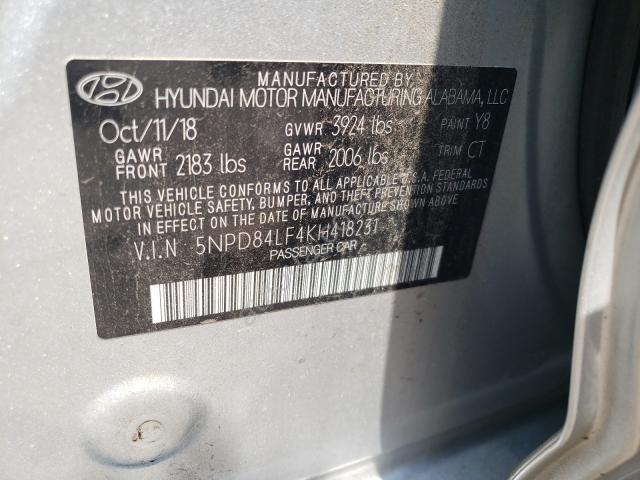 MANUFACTURED BY
HYUNDAI MOTOR MANUFACTURING ALABAMA, LLC
Oct/11/18 GVWR 3924 lbs PAINT Y8
GAWR FRONT 2183 lbs GAWR REAR 2006 lbs TRIM CT
THIS VEHICLE CONFORMS TO ALL APPLICABLE U.S.A. FEDERAL
MOTOR VEHICLE SAFETY, BUMPER, AND THEFT PREVENTION STANDARDS
IN EFFECT ON THE DATE OF MANUFACTURE SHOWN ABOVE.
V.I.N 5NPD84LF4KH418231
PASSENGER CAR